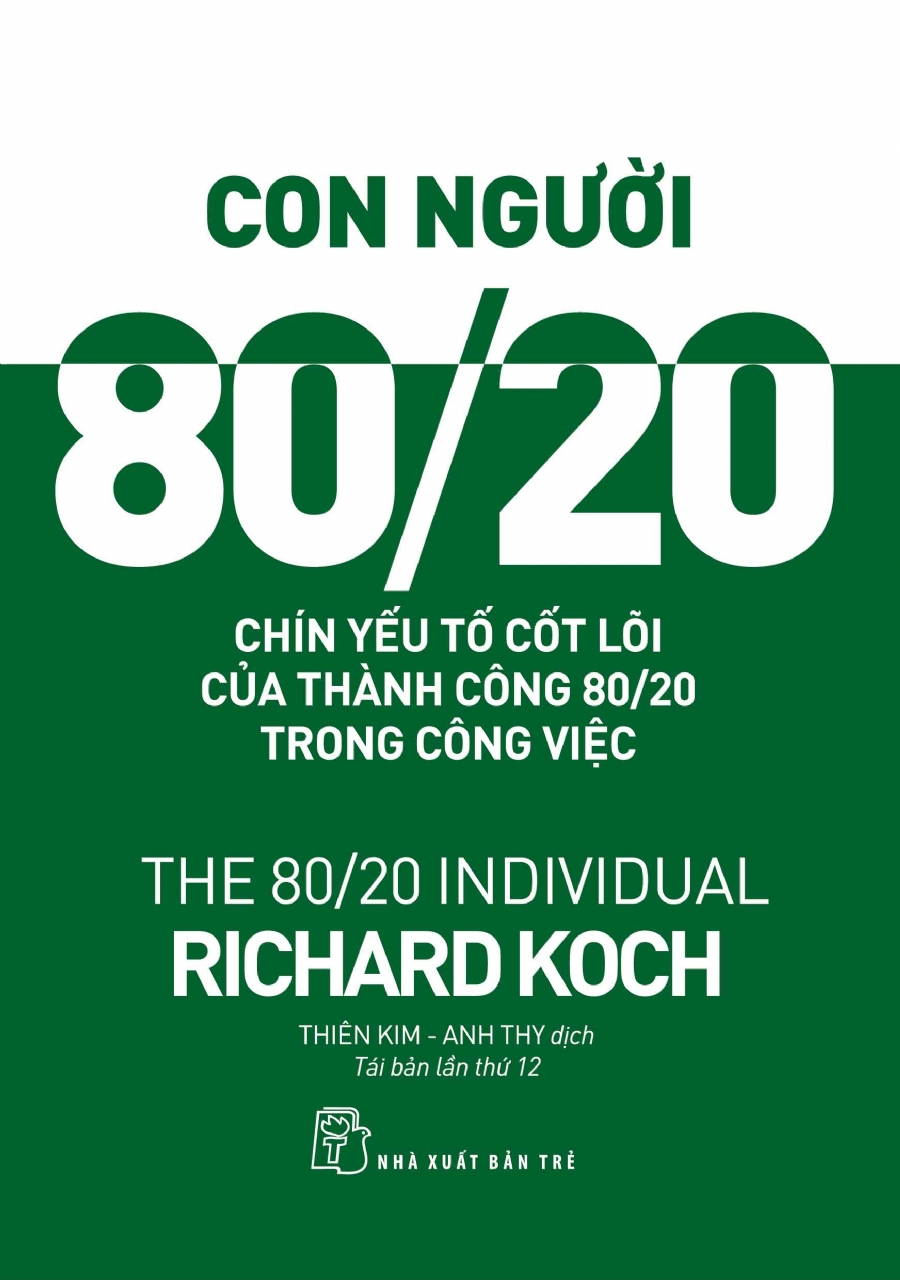 CON NGƯỜI
80/20
CHÍN YẾU TỐ CỐT LÕI
CỦA THÀNH CÔNG 80/20
TRONG CÔNG VIỆC
THE 80/20 INDIVIDUAL
RICHARD KOCH
THIÊN KIM - ANH THY dịch
Tái bản lần thứ 12
T
NHÀ XUẤT BẢN TRẺ